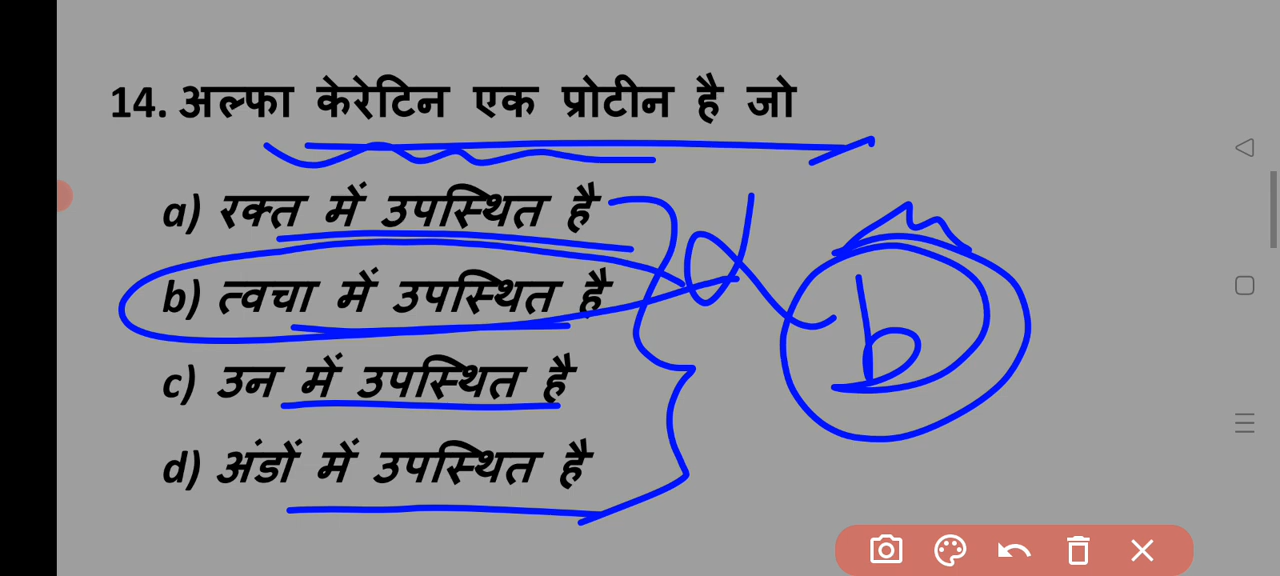 14. अल्फा केरेटिन एक प्रोटीन है जो
a) रक्त में उपस्थित है
b) त्वचा में उपस्थित है
c) उन में उपस्थित है
d) अंडों में उपस्थित है
b